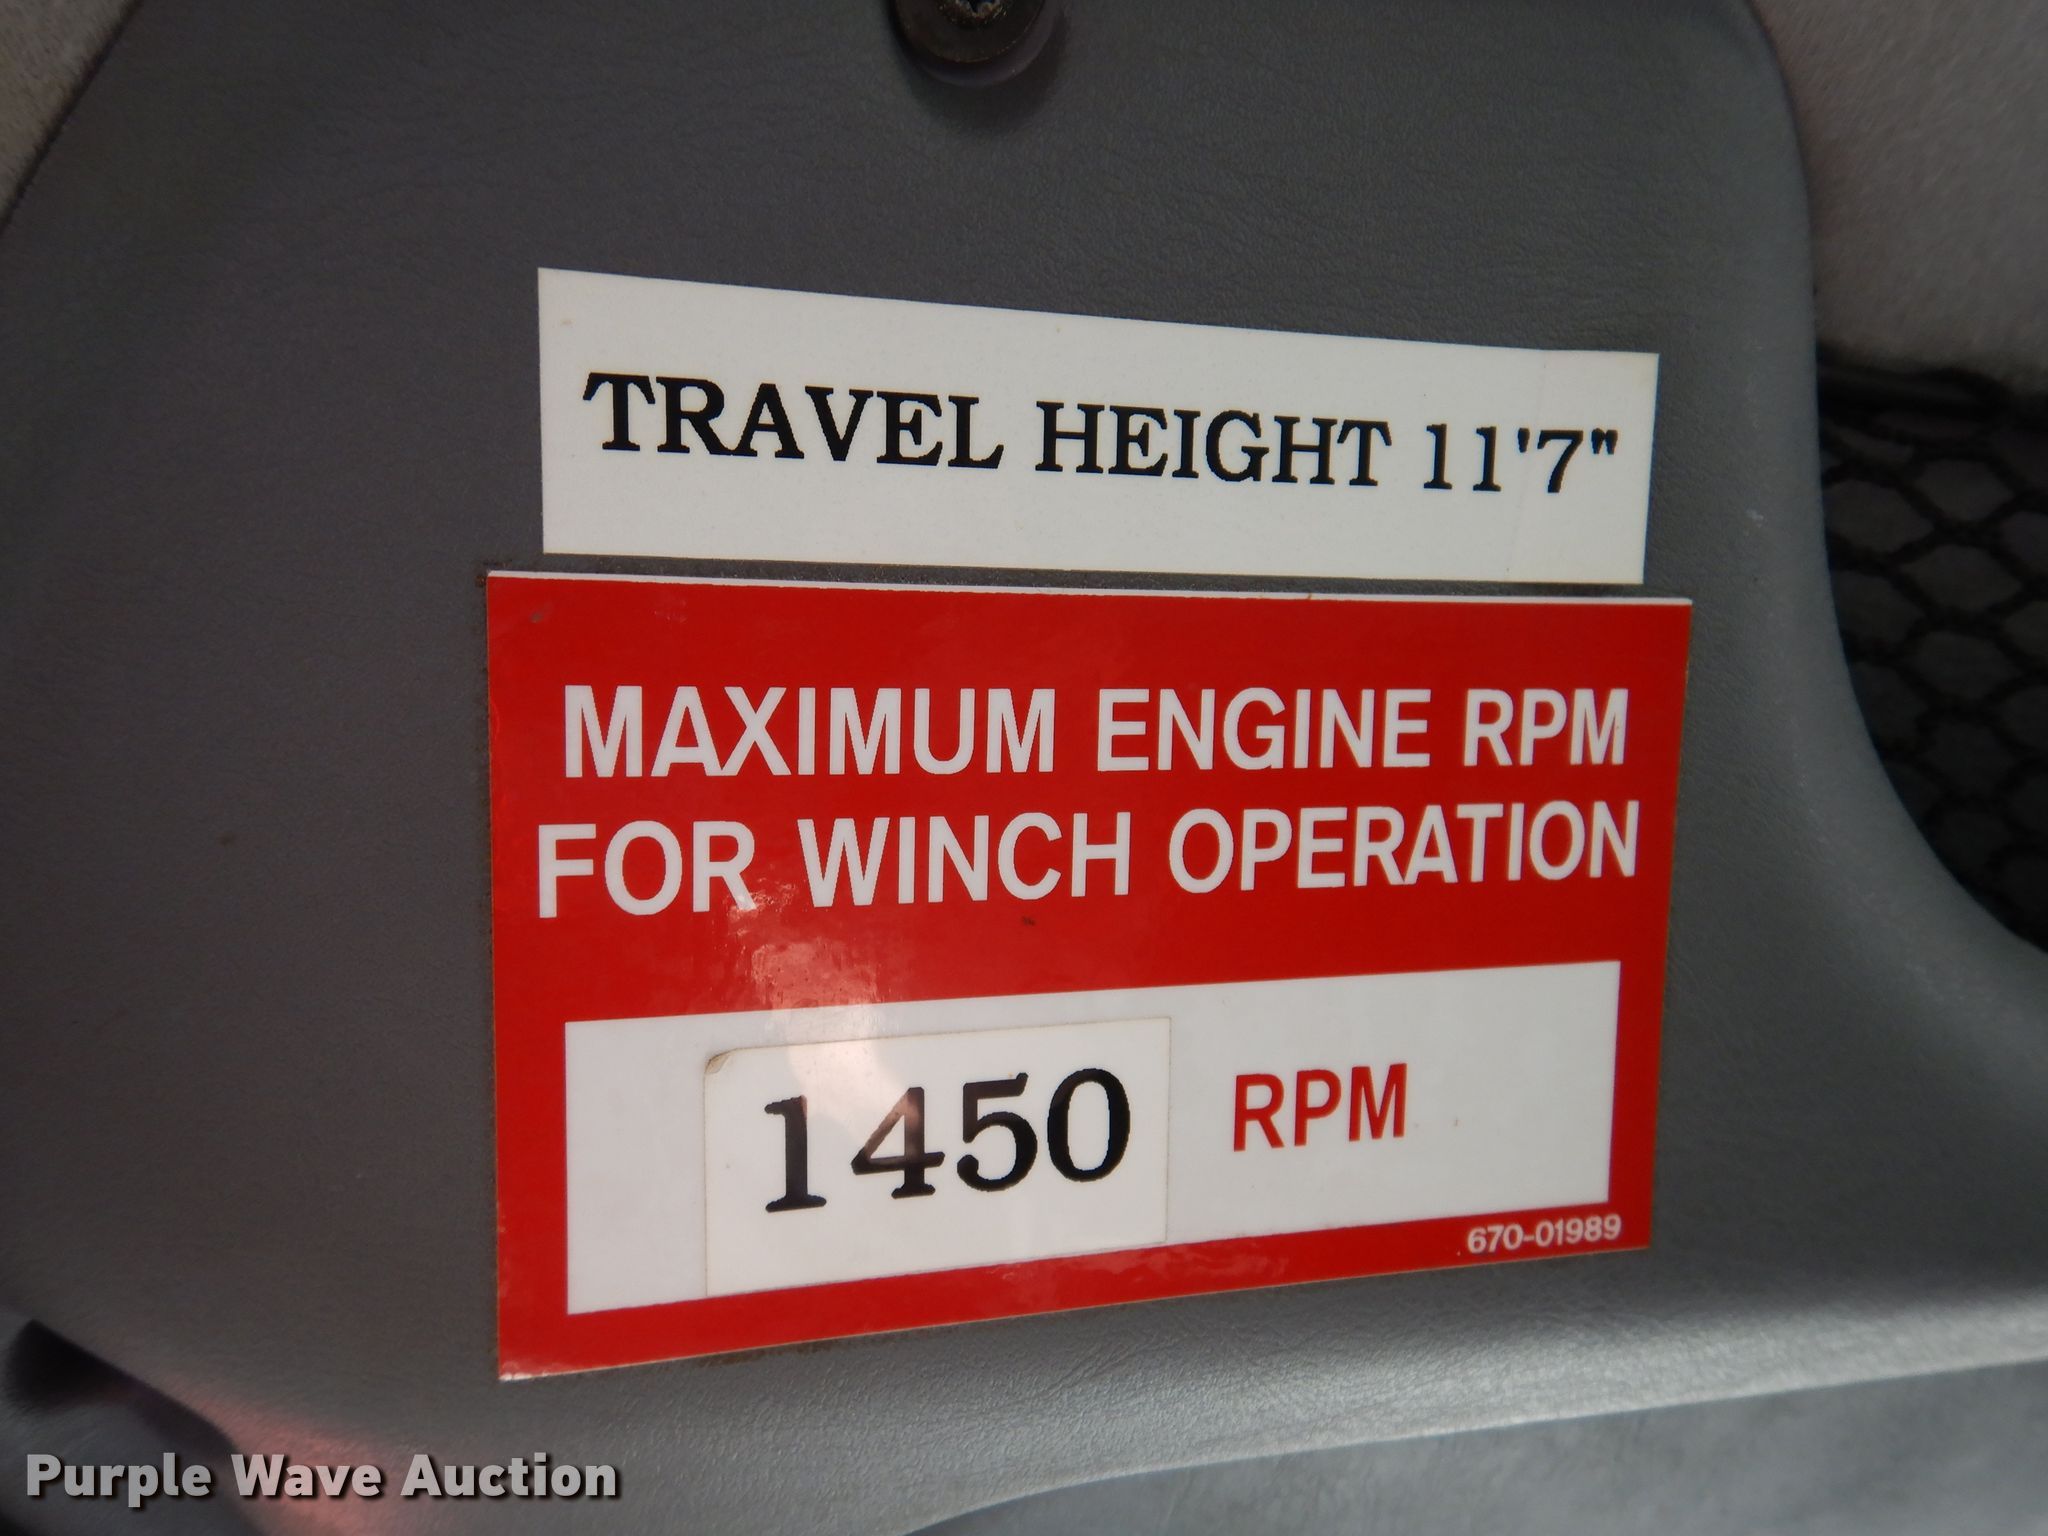 TRAVEL HEIGHT 11'7"
MAXIMUM ENGINE RPM
FOR WINCH OPERATION
1450 RPM
670-01989
Purple Wave Auction